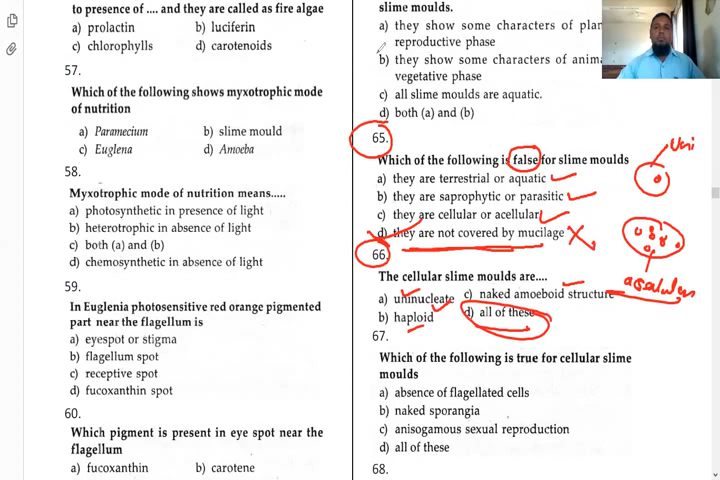 to presence of .... and they are called as fire algae
a) prolactin b) luciferin
c) chlorophylls d) carotenoids
57.
Which of the following shows myxotrophic mode
of nutrition
a) Paramecium b) slime mould
c) Euglena d) Amoeba
58.
Myxotrophic mode of nutrition means.....
a) photosynthetic in presence of light
b) heterotrophic in absence of light
c) both (a) and (b)
d) chemosynthetic in absence of light
59.
In Euglenia photosensitive red orange pigmented
part near the flagellum is
a) eyespot or stigma
b) flagellum spot
c) receptive spot
d) fucoxanthin spot
60.
Which pigment is present in eye spot near the
flagellum
a) fucoxanthin b) carotene
slime moulds.
a) they show some characters of
reproductive phase
b) they show some characters of
vegetative phase
c) all slime moulds are aquatic.
d) both (a) and (b)
65.
Which of the following is false for slime moulds
a) they are terrestrial or aquatic
b) they are saprophytic or parasitic
c) they are cellular or acellular
d) they are not covered by mucilage
Uni
66.
The cellular slime moulds are....
a) uninucleate c) naked amoeboid structure
b) haploid d) all of these
67.
Which of the following is true for cellular slime
moulds
a) absence of flagellated cells
b) naked sporangia
c) anisogamous sexual reproduction
d) all of these
68.